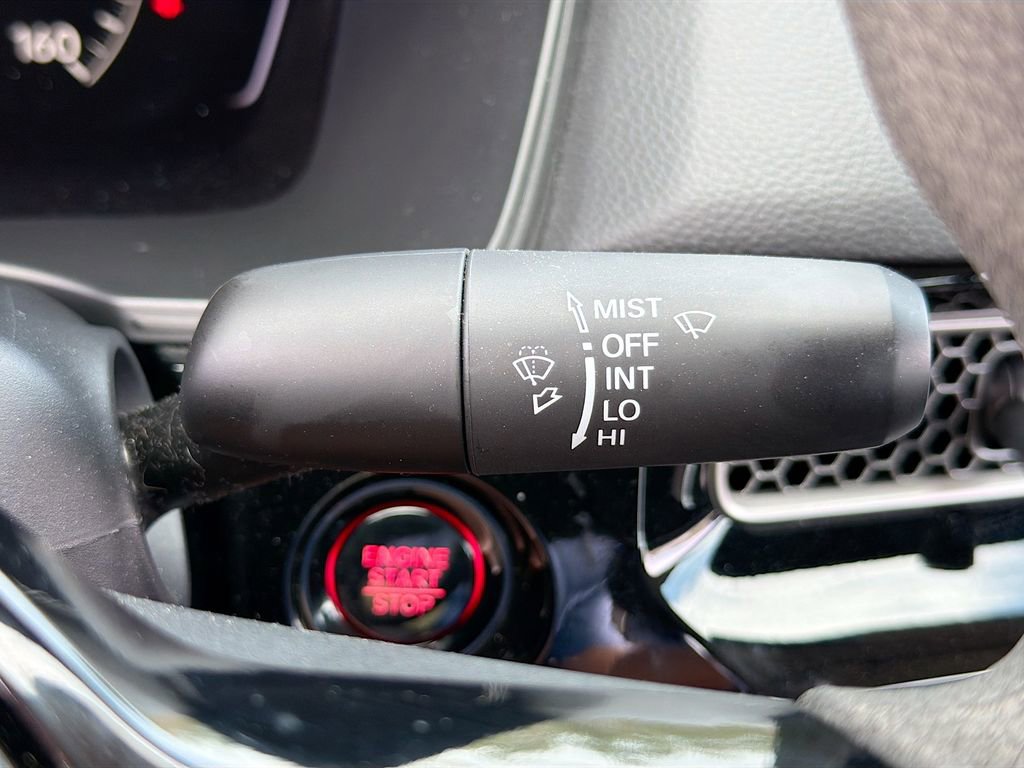 160
MIST
OFF
INT
LO
HI
ENGINE
START
STOP